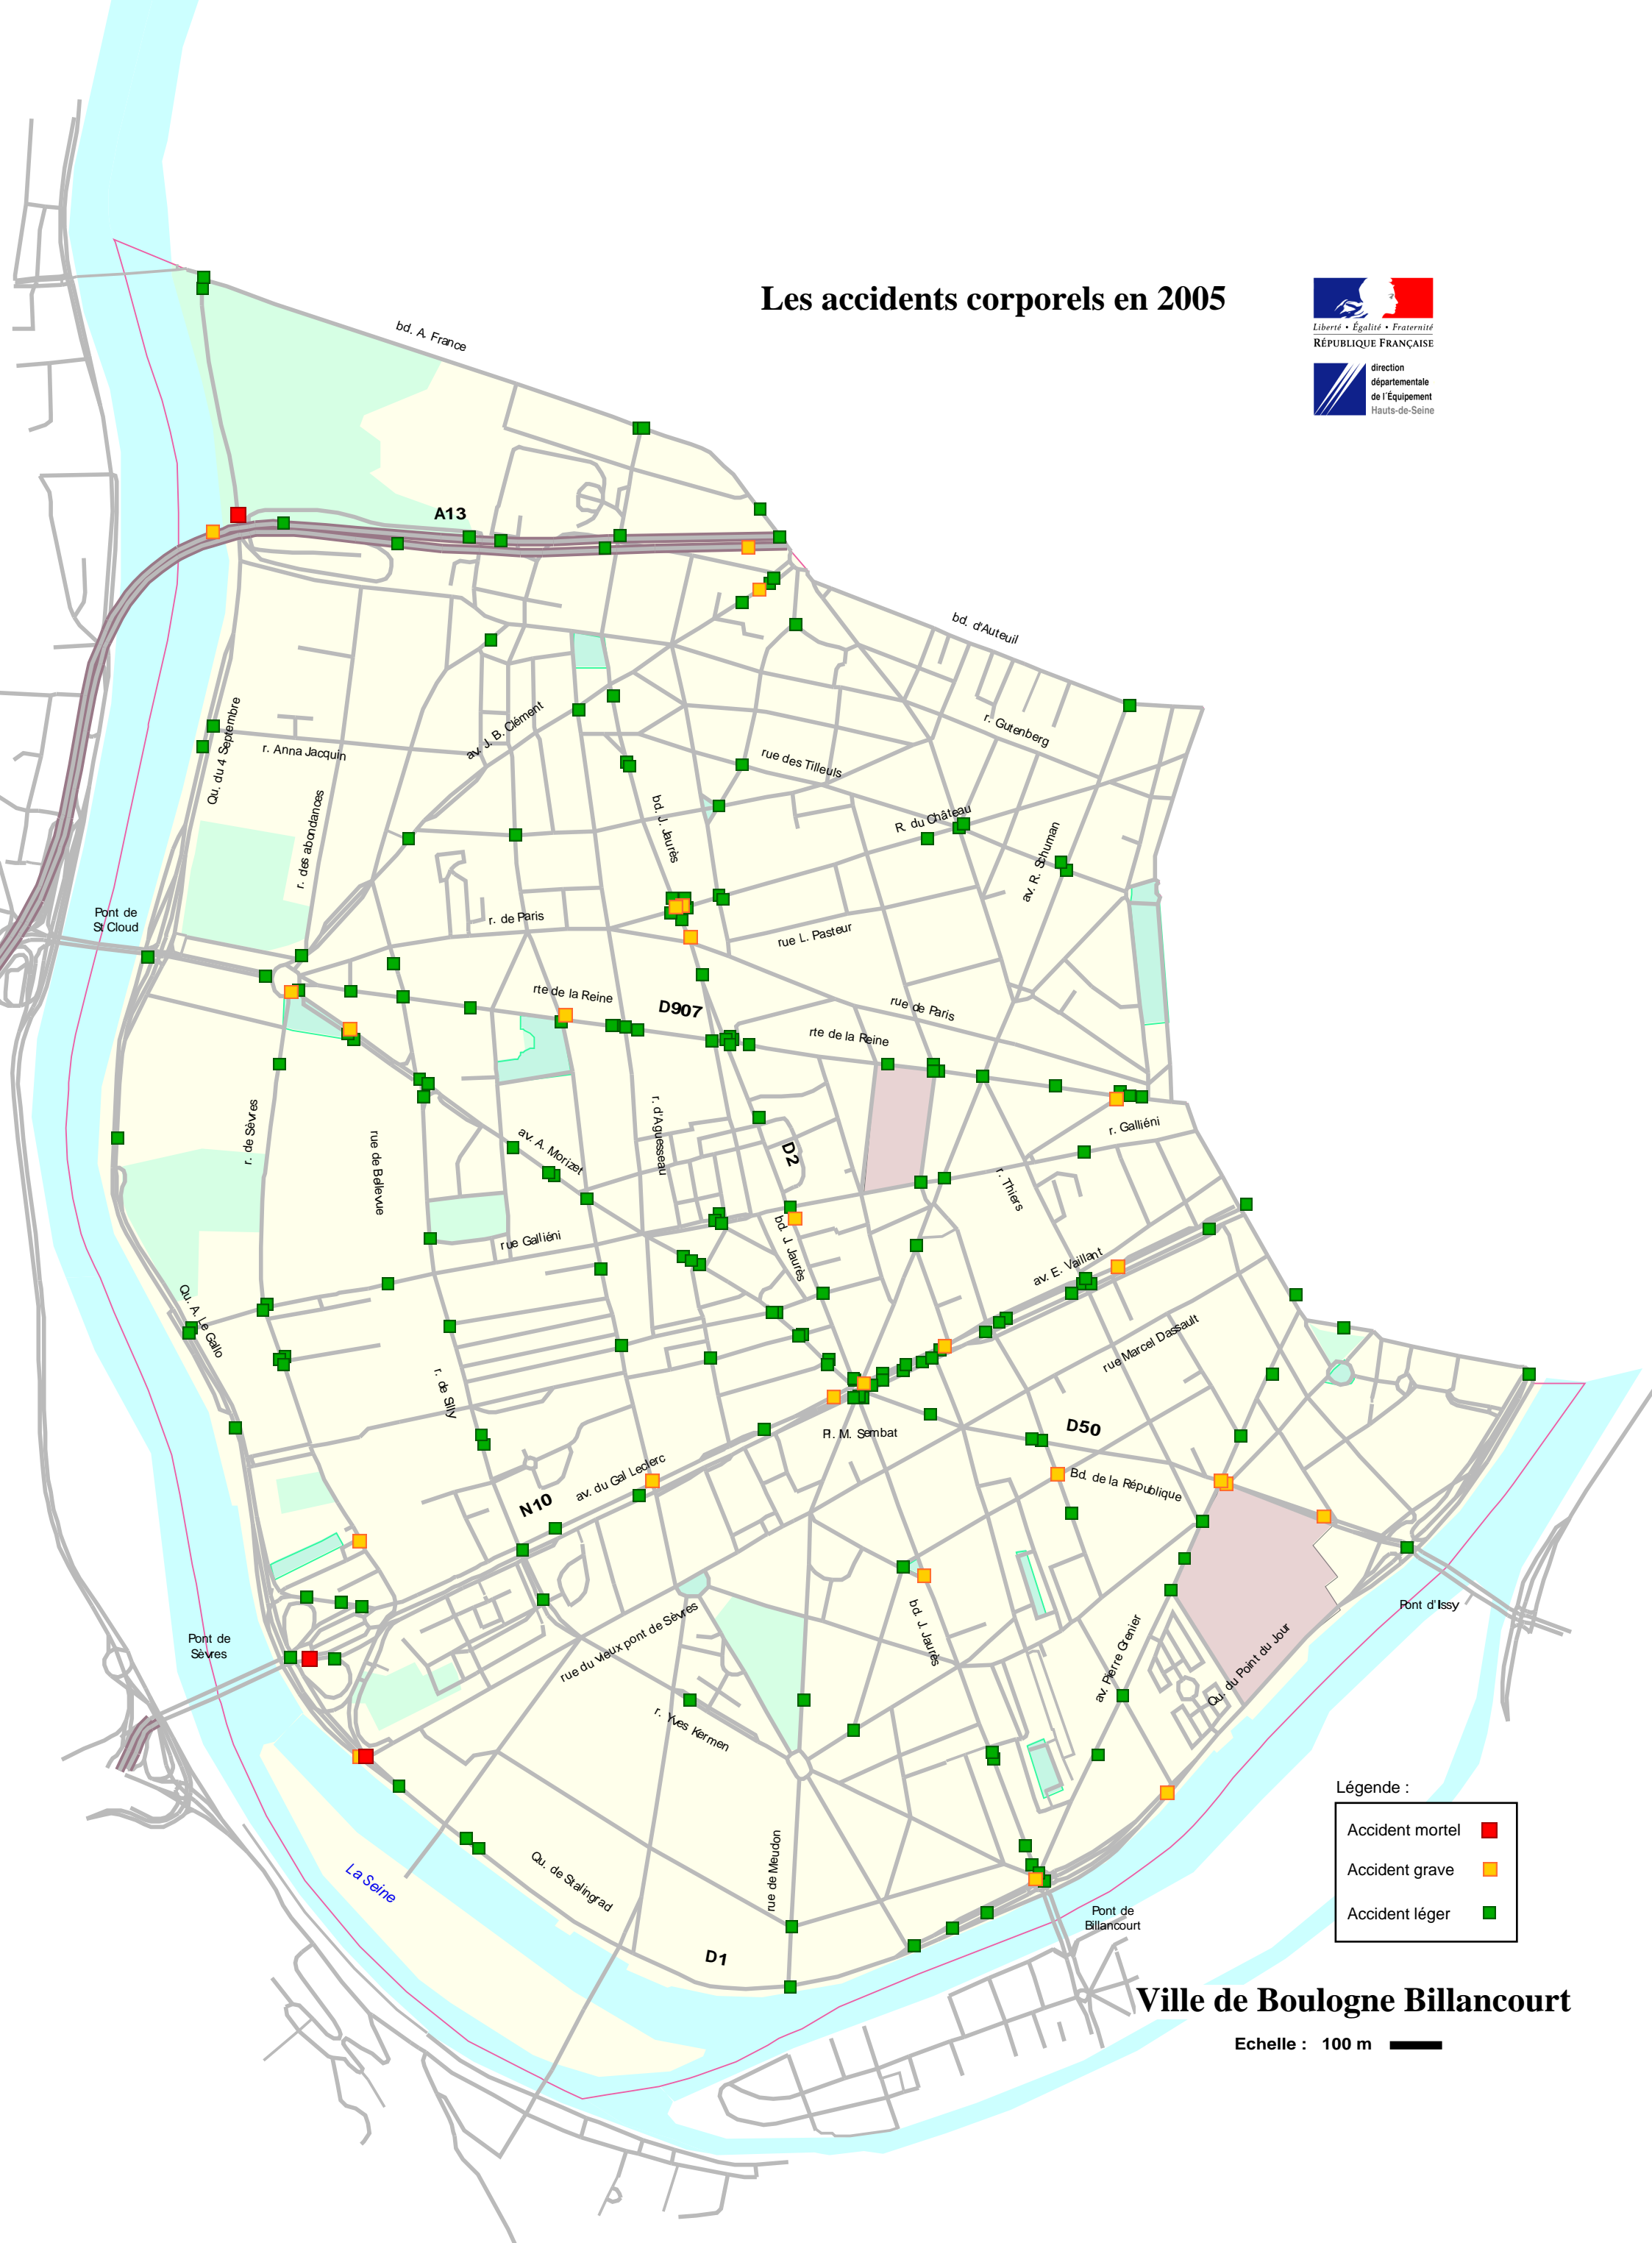 Les accidents corporels en 2005
Liberté • Égalité • Fraternité
RÉPUBLIQUE FRANÇAISE
direction
départementale
de l'Équipement
Hauts-de-Seine
bd. A. France
A13
bd. d'Auteuil
Qu. du 4 Septembre
r. Anna Jacquin
av. J. B. Clément
r. Gutenberg
rue des Tilleuls
r. des abondances
bd. J. Jaurès
R. du Château
av. R. Schuman
Pont de
St Cloud
r. de Paris
rue L. Pasteur
rte de la Reine
D907
rue de Paris
rte de la Reine
r. de Sèvres
rue de Bellevue
av. A. Morizet
r. d'Aguesseau
D2
r. Galliéni
r. Thiers
rue Galliéni
bd. J. Jaurès
av. E. Vaillant
Qu. A. Le Gallo
rue Marcel Dassault
r. de Silly
Pl. M. Sembat
D50
av. du Gal Leclerc
N10
Bd. de la République
Pont d'Issy
Pont de
Sèvres
rue du vieux pont de Sèvres
bd. J. Jaurès
av. Pierre Grenier
Qu. du Point du Jour
r. Yves Kermen
La Seine
Qu. de Stalingrad
rue de Meudon
D1
Pont de
Billancourt
Légende :
Accident mortel
Accident grave
Accident léger
Ville de Boulogne Billancourt
Echelle : 100 m